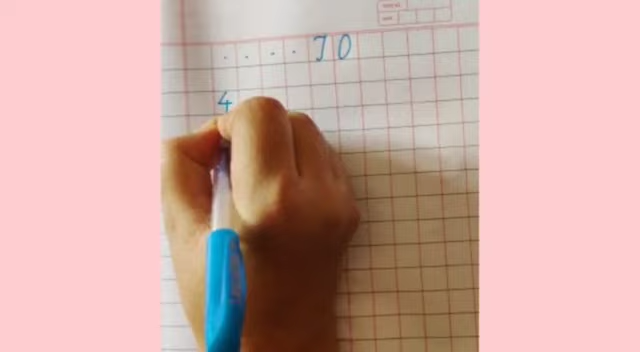 . . . . 70
4